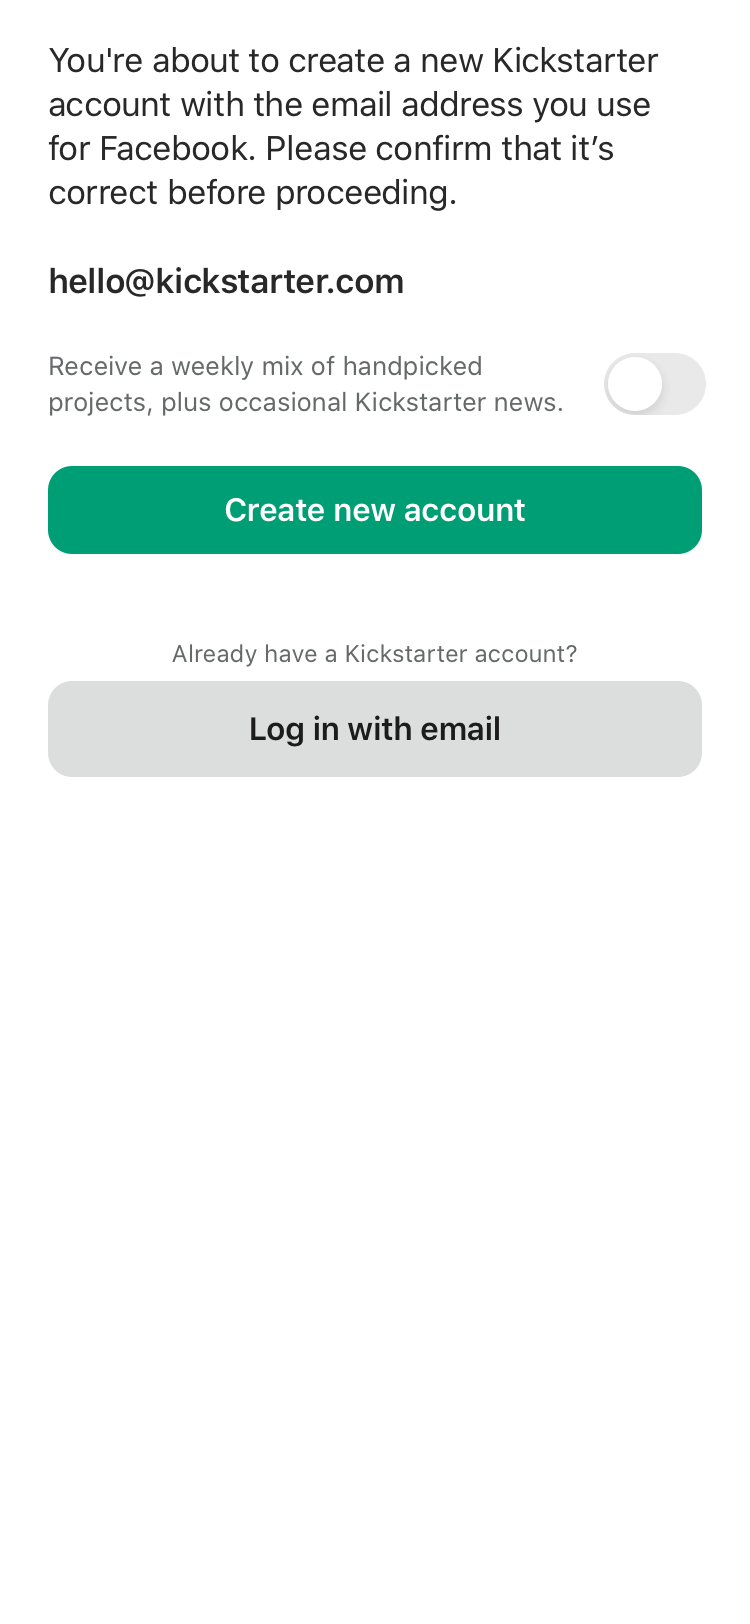 You're about to create a new Kickstarter
account with the email address you use
for Facebook. Please confirm that it’s
correct before proceeding.
hello@kickstarter.com
Receive a weekly mix of handpicked
projects, plus occasional Kickstarter news.
Create new account
Already have a Kickstarter account?
Log in with email